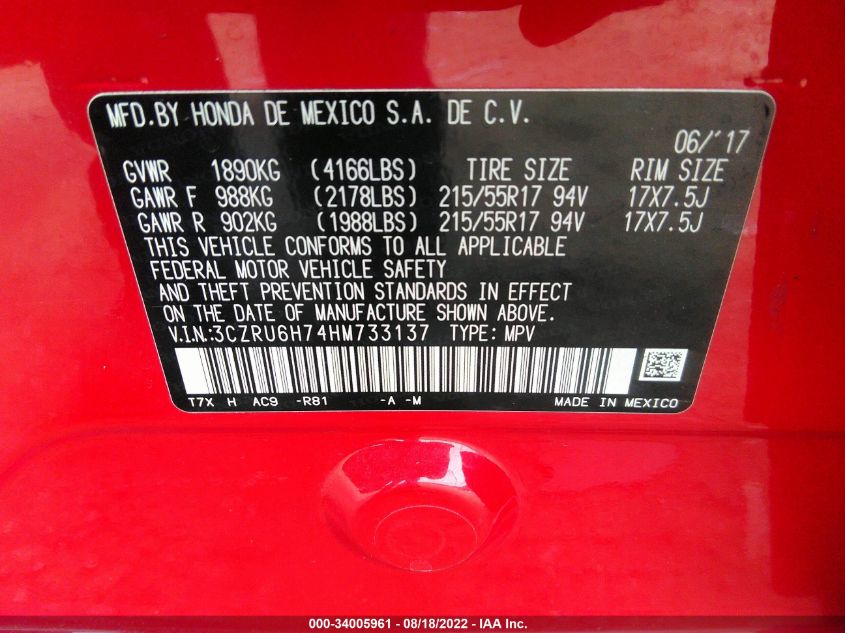 MFD.BY HONDA DE MEXICO S.A. DE C.V.
06/'17
GVWR 1890KG (4166LBS) TIRE SIZE RIM SIZE
GAWR F 988KG (2178LBS) 215/55R17 94V 17X7.5J
GAWR R 902KG (1988LBS) 215/55R17 94V 17X7.5J
THIS VEHICLE CONFORMS TO ALL APPLICABLE
FEDERAL MOTOR VEHICLE SAFETY
AND THEFT PREVENTION STANDARDS IN EFFECT
ON THE DATE OF MANUFACTURE SHOWN ABOVE.
V.I.N.:3CZRU6H74HM733137 TYPE: MPV
T7X H AC9 -R81 -A -M MADE IN MEXICO
000-34005961 - 08/18/2022 - IAA Inc.